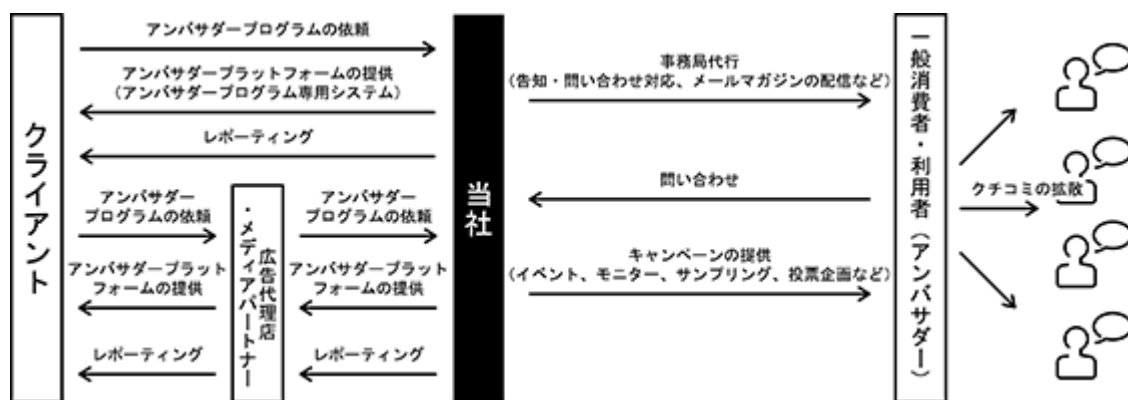 クライアント
アンバサダープログラムの依頼
アンバサダープラットフォームの提供
(アンバサダープログラム専用システム)
レポーティング
アンバサダー
プログラムの依頼
アンバサダープラット
フォームの提供
レポーティング
広告代店
・メディアパートナー
アンバサダー
プログラムの依頼
アンバサダープラット
フォームの提供
レポーティング
当社
事務局代行
(告知・問い合わせ対応、メールマガジンの配信など)
問い合わせ
キャンペーンの提供
(イベント、モニター、サンプリング、投票企画など)
一般消費者・利用者(アンバサダー)
クチコミの拡散